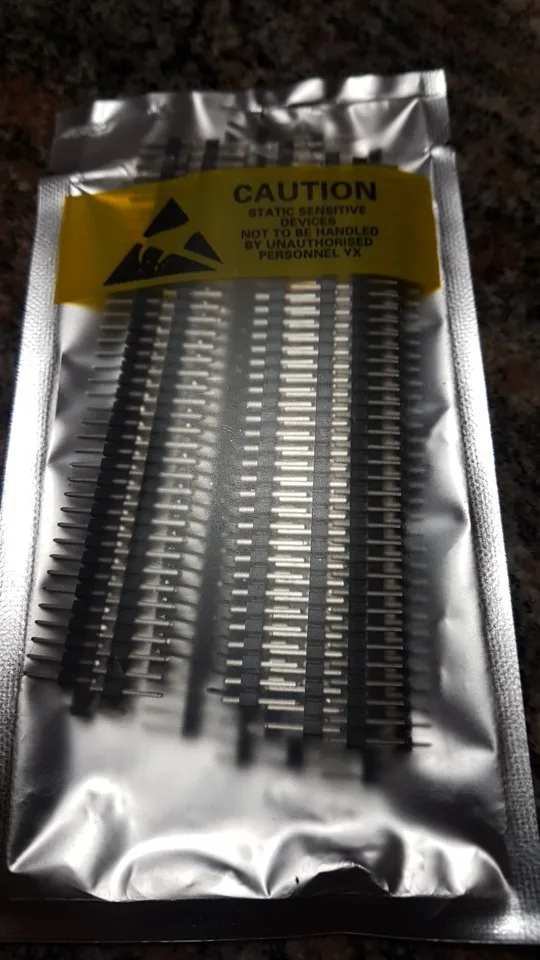 CAUTION
STATIC SENSITIVE
DEVICES
NOT TO BE HANDLED
BY UNAUTHORISED
PERSONNEL YX